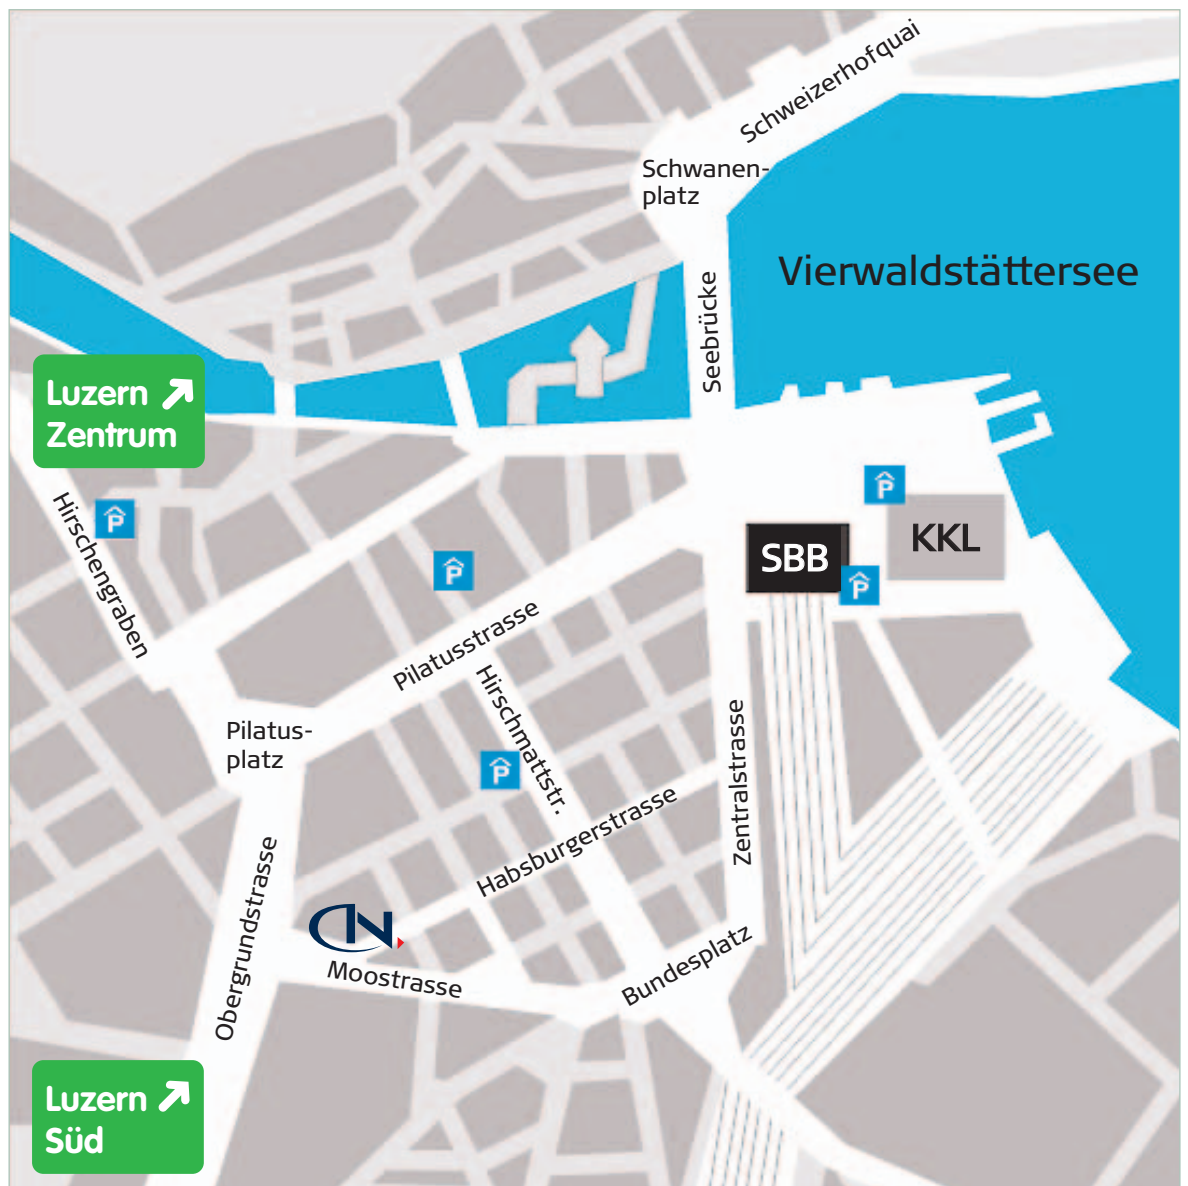 Schweizerhofquai
Schwanen-
platz
Vierwaldstättersee
Seebrücke
Luzern
Zentrum
Hirschengraben
P
P
KKL
SBB
P
P
Pilatusstrasse
Hirschmattstr.
Pilatus-
platz
P
Zentralstrasse
Habsburgerstrasse
Obergrundstrasse
CN
Moostrasse
Bundesplatz
Luzern
Süd